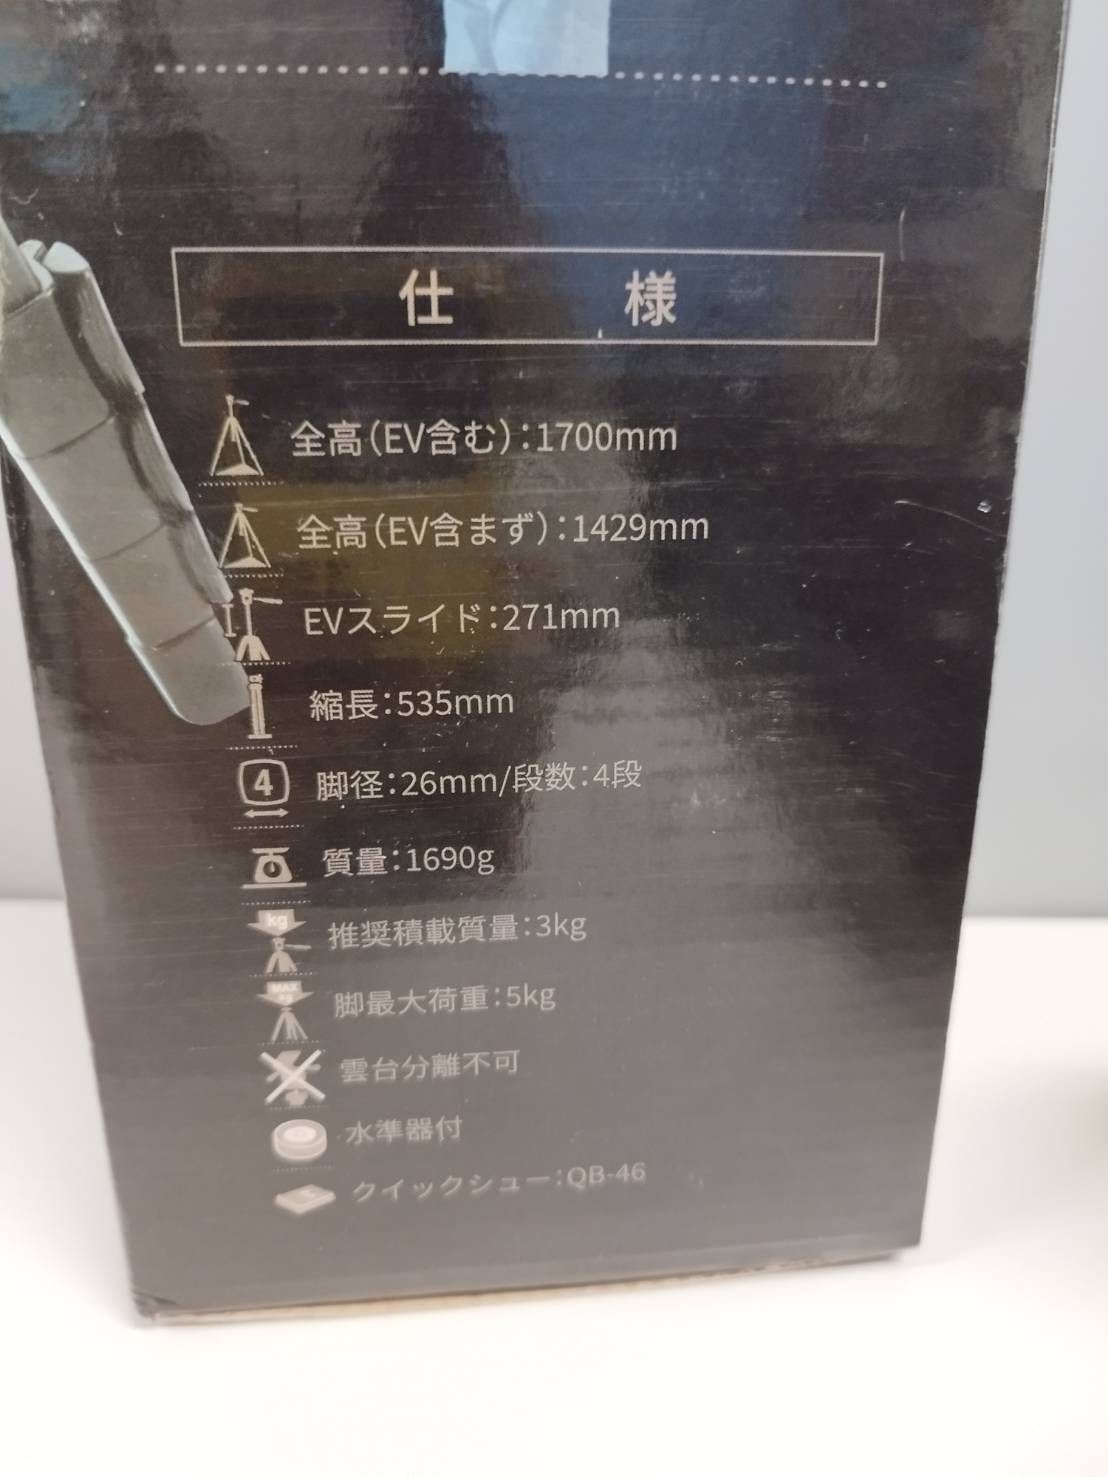 仕様
全高(EV含む):1700mm
全高(EV含まず):1429mm
EVスライド:271mm
縮長:535mm
4
脚径:26mm/段数:4段
質量:1690g
kg
推奨積載質量:3kg
MAX
kg
脚最大荷重:5kg
雲台分離不可
水準器付
クイックシュー:QB-46